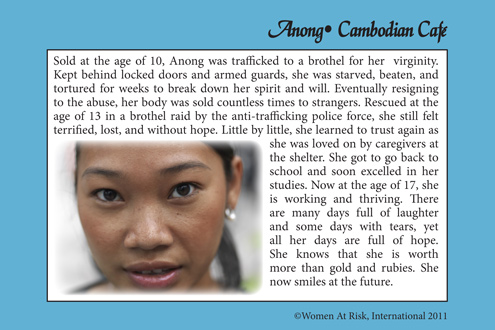 Anong• Cambodian Cafe
Sold at the age of 10, Anong was trafficked to a brothel for her virginity.
Kept behind locked doors and armed guards, she was starved, beaten, and
tortured for weeks to break down her spirit and will. Eventually resigning
to the abuse, her body was sold countless times to strangers. Rescued at the
age of 13 in a brothel raid by the anti-trafficking police force, she still felt
terrified, lost, and without hope. Little by little, she learned to trust again as
she was loved on by caregivers at
the shelter. She got to go back to
school and soon excelled in her
studies. Now at the age of 17, she
is working and thriving. There
are many days full of laughter
and some days with tears, yet
all her days are full of hope.
She knows that she is worth
more than gold and rubies. She
now smiles at the future.
©Women At Risk, International 2011